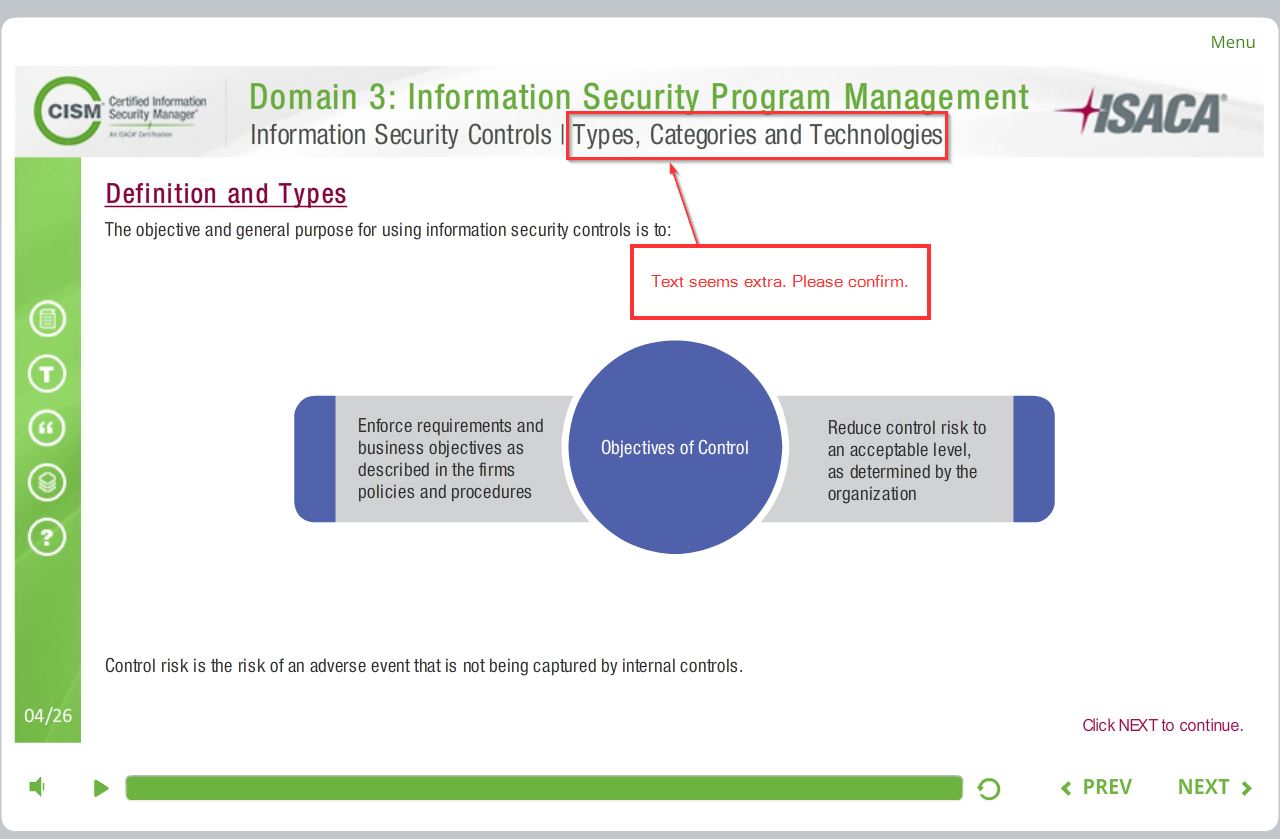 Menu
CISM
Certified Information
Security Manager®
An ISACA® Certification
Domain 3: Information Security Program Management
Information Security Controls | Types, Categories and Technologies
ISACA®
Definition and Types
The objective and general purpose for using information security controls is to:
Text seems extra. Please confirm.
Enforce requirements and
business objectives as
described in the firms
policies and procedures
Objectives of Control
Reduce control risk to
an acceptable level,
as determined by the
organization
T
“
?
Control risk is the risk of an adverse event that is not being captured by internal controls.
04/26
Click NEXT to continue.
PREV
NEXT